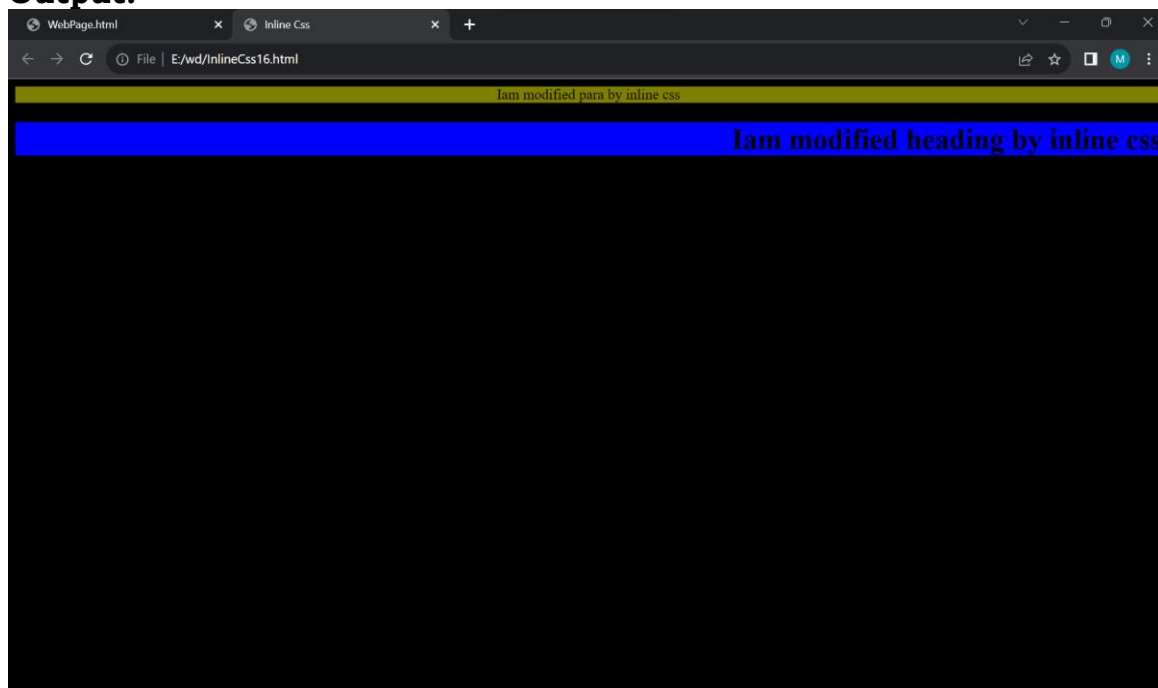 Output:
WebPage.html
Inline Css
File | E:/wd/InlineCss16.html
M
Iam modified para by inline css
Iam modified heading by inline css